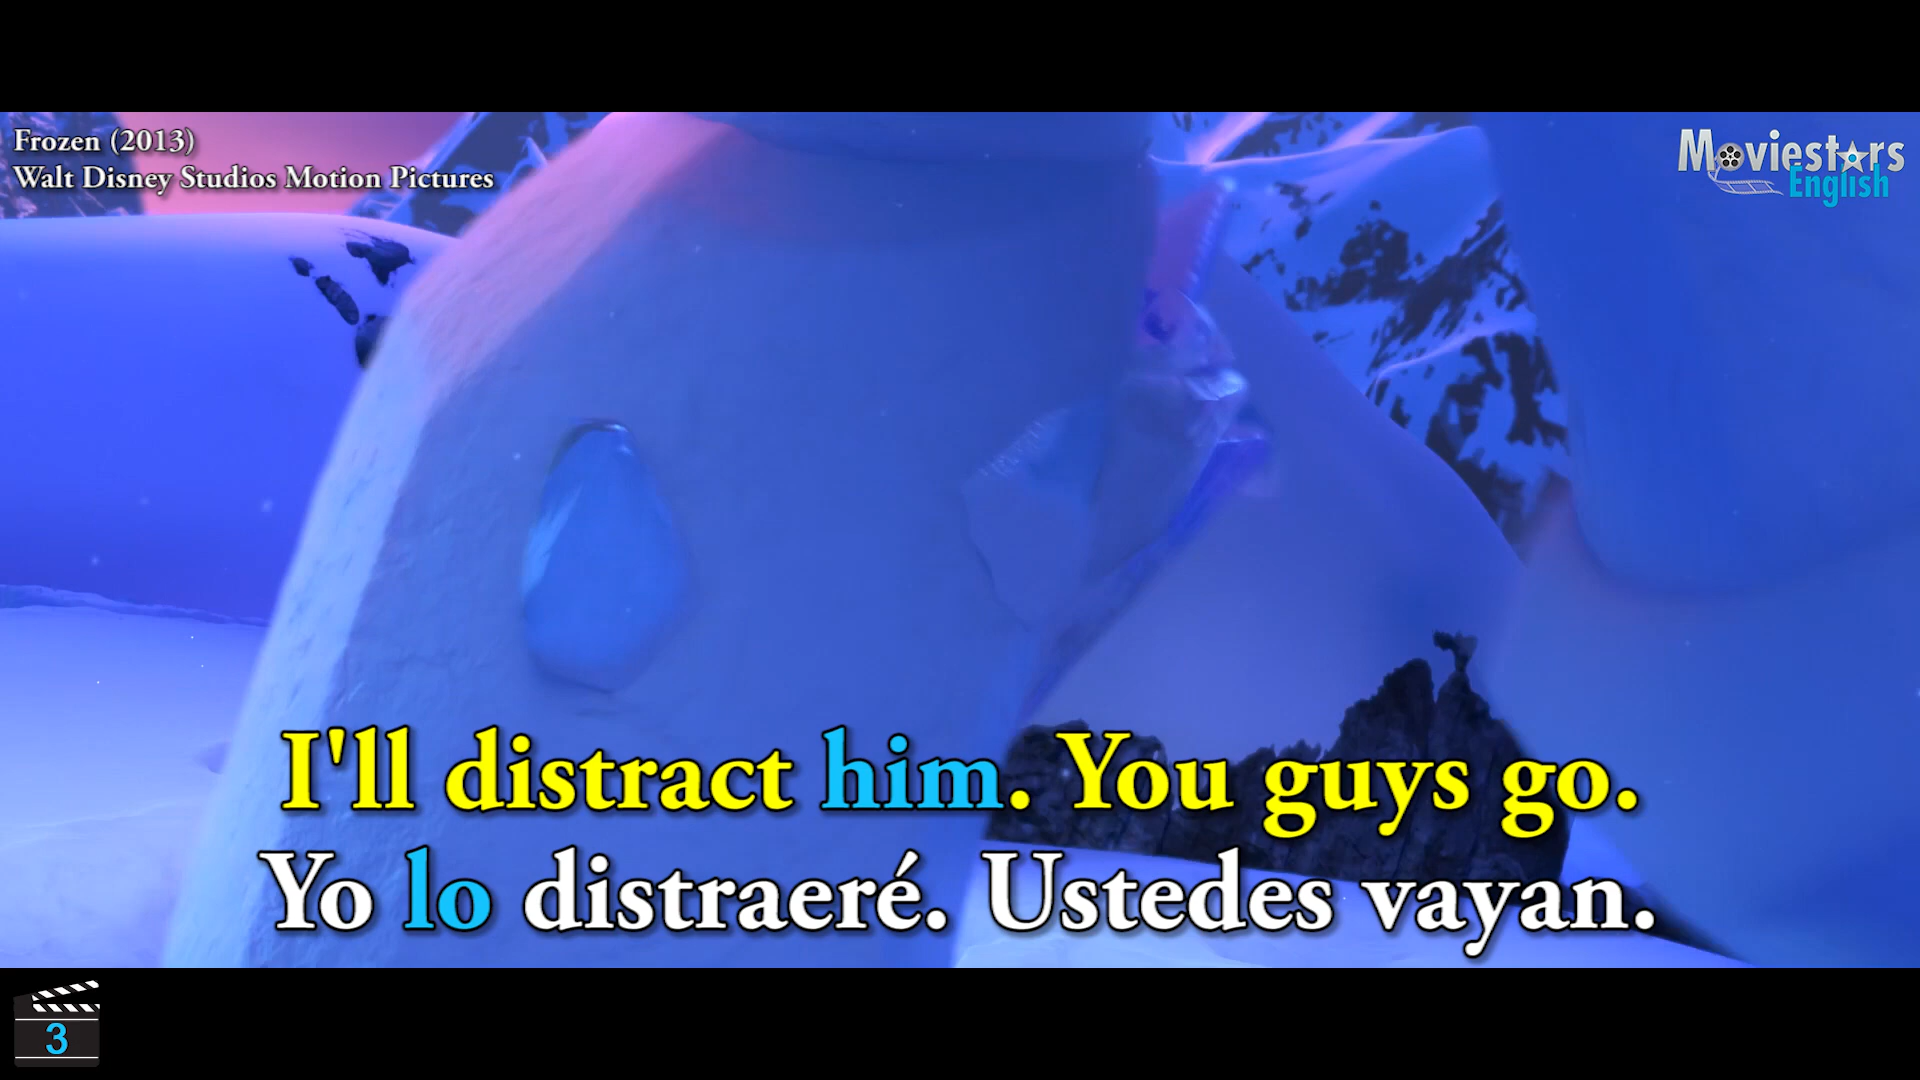 Frozen (2013)
Walt Disney Studios Motion Pictures
Moviestars
English
I'll distract him. You guys go.
Yo lo distraeré. Ustedes vayan.
3